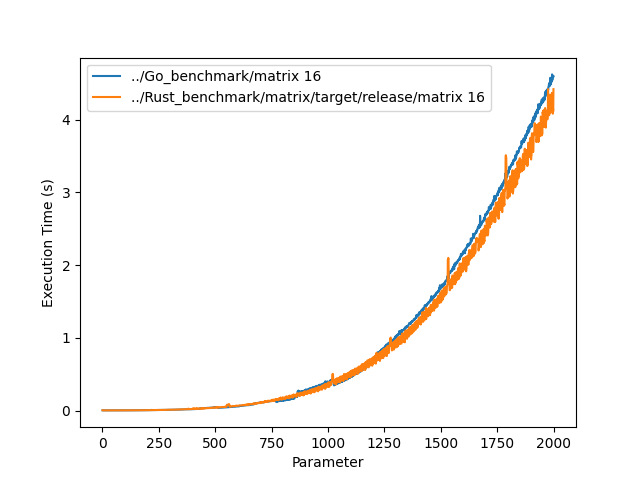 ../Go_benchmark/matrix 16
../Rust_benchmark/matrix/target/release/matrix 16
Execution Time (s)
4
3
2
1
0
0 250 500 750 1000 1250 1500 1750 2000
Parameter